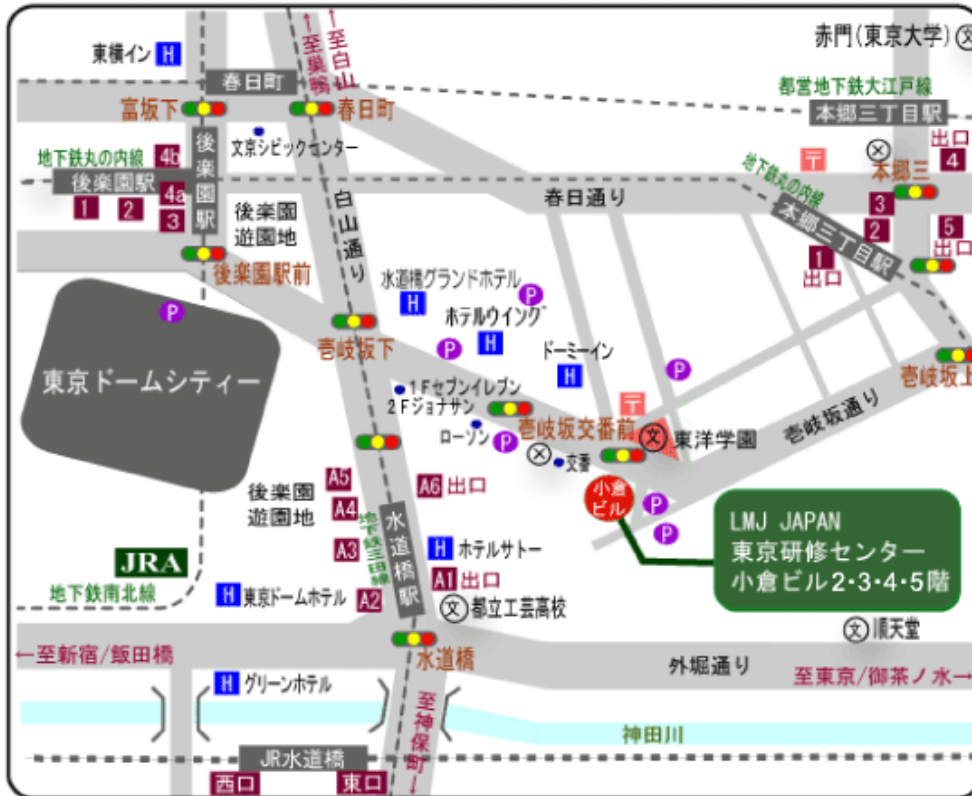 東横イン H
春日町
↑至巣鴨
↑至白山
赤門(東京大学) 文
富坂下
春日町
都営地下鉄大江戸線
本郷三丁目駅
文京シビックセンター
出口
4
地下鉄丸の内線
4b
後楽園駅
後楽園駅
4a
1
2
3
後楽園
遊園地
白山通り
春日通り
地下鉄丸の内線
本郷三丁目駅
〒
本郷三
3
2
5
出口
1
出口
後楽園駅前
水道橋グランドホテル
H
P
P
ホテルウイング
H
P
壱岐坂下
ドーミーイン
H
P
壱岐坂上
東京ドームシティー
1Fセブンイレブン
2Fジョナサン
〒
壱岐坂通り
ローソン
P
壱岐坂交番前
文 東洋学園
交番
A5
A6 出口
後楽園
遊園地
A4
小倉
ビル
P
P
地下鉄三田線
水道橋駅
A3
LMJ JAPAN
東京研修センター
小倉ビル2・3・4・5階
H ホテルサトー
JRA
A1 出口
地下鉄南北線
H 東京ドームホテル
A2
文 都立工芸高校
文 順天堂
←至新宿/飯田橋
水道橋
外堀通り
至東京/御茶ノ水→
H グリーンホテル
至神保町→
神田川
JR水道橋
西口
東口